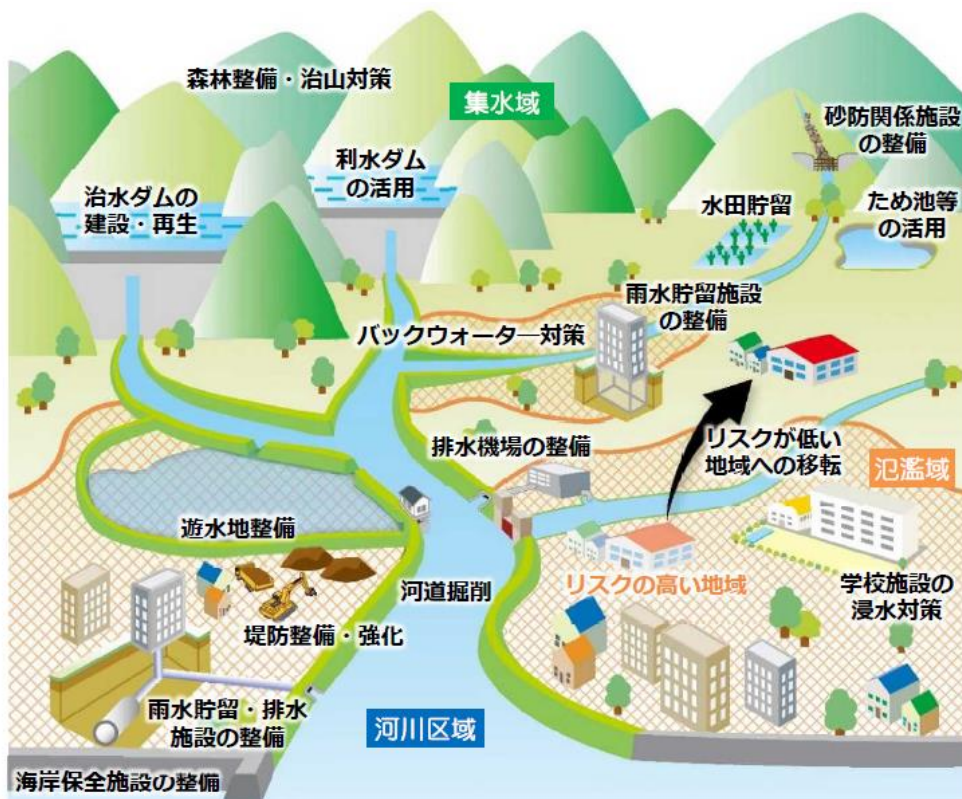 森林整備・治山対策
集水域
砂防関係施設
の整備
利水ダム
の活用
治水ダムの
建設・再生
水田貯留
ため池等
の活用
雨水貯留施設
の整備
バックウォーター対策
排水機場の整備
リスクが低い
地域への移転
氾濫域
遊水地整備
河道掘削
リスクの高い地域
学校施設の
浸水対策
堤防整備・強化
雨水貯留・排水
施設の整備
河川区域
海岸保全施設の整備